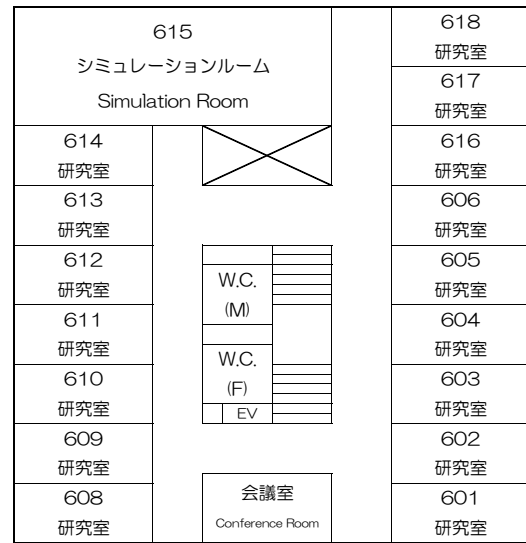 615
シミュレーションルーム
Simulation Room
618
研究室
617
研究室
614
研究室
616
研究室
613
研究室
606
研究室
612
研究室
W.C.
(M)
605
研究室
611
研究室
604
研究室
610
研究室
W.C.
(F)
EV
603
研究室
609
研究室
602
研究室
608
研究室
会議室
Conference Room
601
研究室